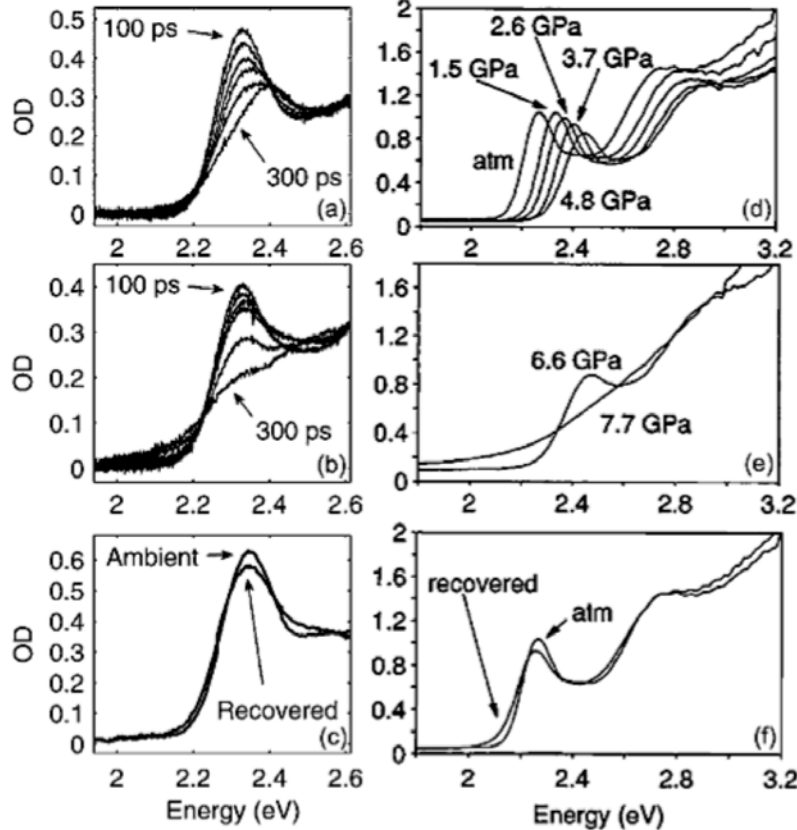 0.5
0.4
0.3
0.2
0.1
0
OD
100 ps
300 ps
(a)
2
2.2
2.4
2.6
2
1.6
1.2
0.8
0.4
0
2.6 GPa
1.5 GPa
3.7 GPa
atm
4.8 GPa
(d)
2
2.4
2.8
3.2
0.4
0.3
0.2
0.1
0
OD
100 ps
300 ps
(b)
2
2.2
2.4
2.6
1.6
1.2
0.8
0.4
0
6.6 GPa
7.7 GPa
(e)
2
2.4
2.8
3.2
0.6
0.5
0.4
0.3
0.2
0.1
0
OD
Ambient
Recovered
(c)
2
2.2
2.4
2.6
Energy (eV)
2
1.6
1.2
0.8
0.4
0
recovered
atm
(f)
2
2.4
2.8
3.2
Energy (eV)